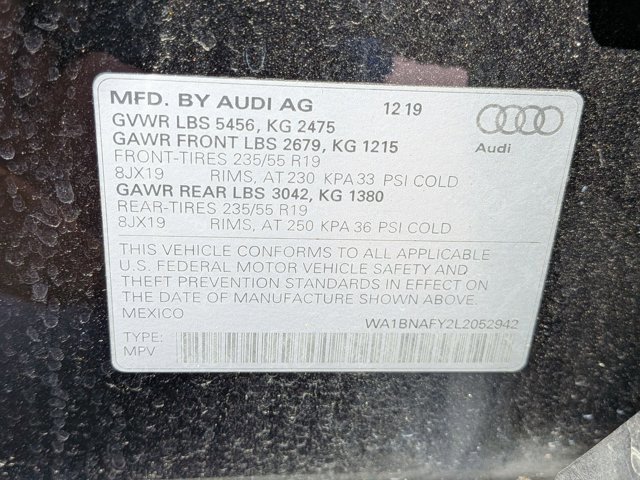 MFD. BY AUDI AG 12 19
GVWR LBS 5456, KG 2475
GAWR FRONT LBS 2679, KG 1215
FRONT-TIRES 235/55 R19
8JX19 RIMS, AT 230 KPA 33 PSI COLD
GAWR REAR LBS 3042, KG 1380
REAR-TIRES 235/55 R19
8JX19 RIMS, AT 250 KPA 36 PSI COLD
Audi
THIS VEHICLE CONFORMS TO ALL APPLICABLE
U.S. FEDERAL MOTOR VEHICLE SAFETY AND
THEFT PREVENTION STANDARDS IN EFFECT ON
THE DATE OF MANUFACTURE SHOWN ABOVE.
MEXICO WA1BNAFY2L2052942
TYPE:
MPV